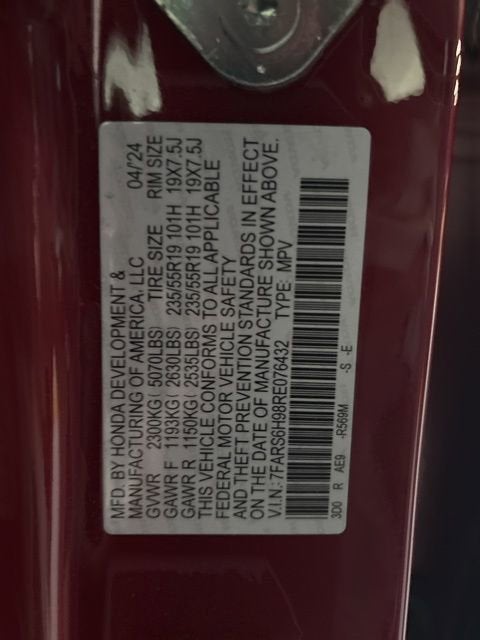 MFD. BY HONDA DEVELOPMENT &
MANUFACTURING OF AMERICA, LLC 04/'24
GVWR 2300KG( 5070LBS) TIRE SIZE RIM SIZE
GAWR F 1193KG( 2630LBS) 235/55R19 101H 19X7.5J
GAWR R 1150KG( 2535LBS) 235/55R19 101H 19X7.5J
THIS VEHICLE CONFORMS TO ALL APPLICABLE
FEDERAL MOTOR VEHICLE SAFETY
AND THEFT PREVENTION STANDARDS IN EFFECT
ON THE DATE OF MANUFACTURE SHOWN ABOVE.
V.I.N.: 7FARS6H98RE076432 TYPE: MPV
3D0 R AE9 -R569M -S -E